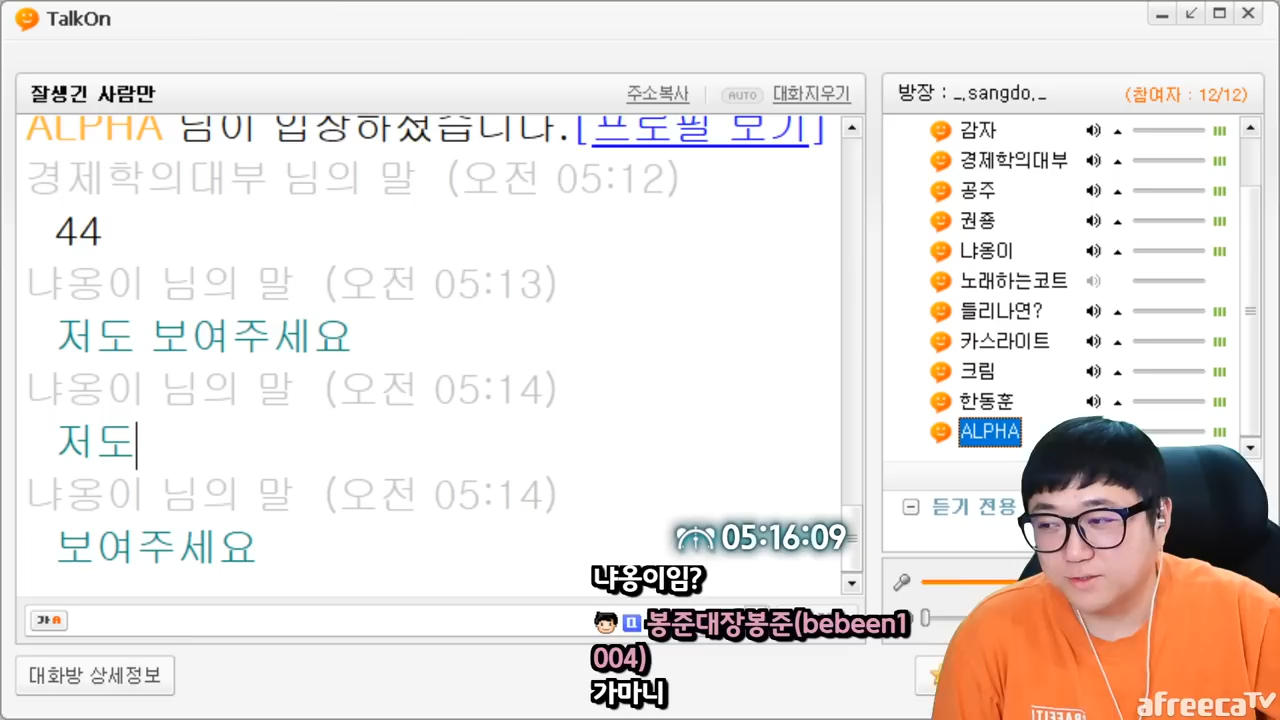 TalkOn
잘생긴 사람만
주소복사
AUTO
대화지우기
ALPHA 님이 입장하셨습니다.[프로필 보기]
경제학의대부 님의 말 (오전 05:12)
44
냐옹이 님의 말 (오전 05:13)
저도 보여주세요
냐옹이 님의 말 (오전 05:14)
저도
냐옹이 님의 말 (오전 05:14)
보여주세요
가A
대화방 상세정보
방장 : _.sangdo._
(참여자 : 12/12)
감자
경제학의대부
공주
권죵
냐옹이
노래하는코트
들리나연?
카스라이트
크림
한동훈
ALPHA
듣기 전용
05:16:09
냐옹이임?
봉준대장봉준(bebeen1
004)
가마니
afreecaTV